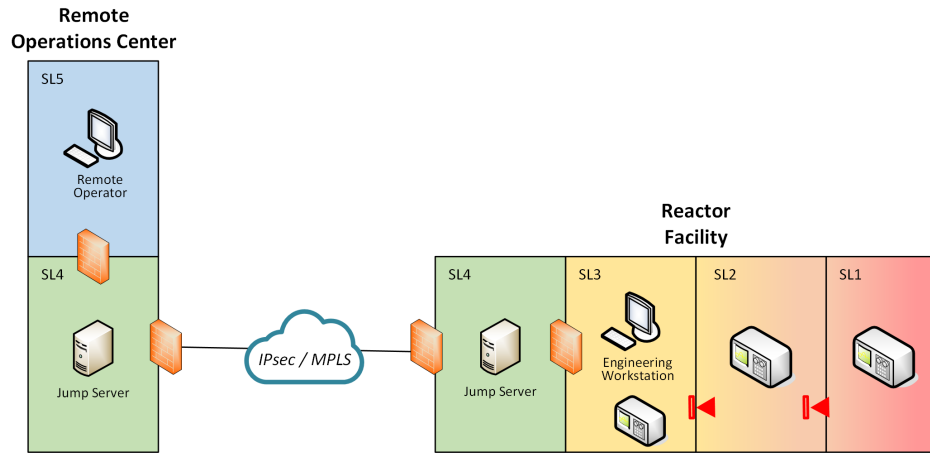 Remote
Operations Center
SL5
Remote
Operator
SL4
Jump Server
IPsec / MPLS
Reactor
Facility
SL4
Jump Server
SL3
Engineering
Workstation
SL2
SL1